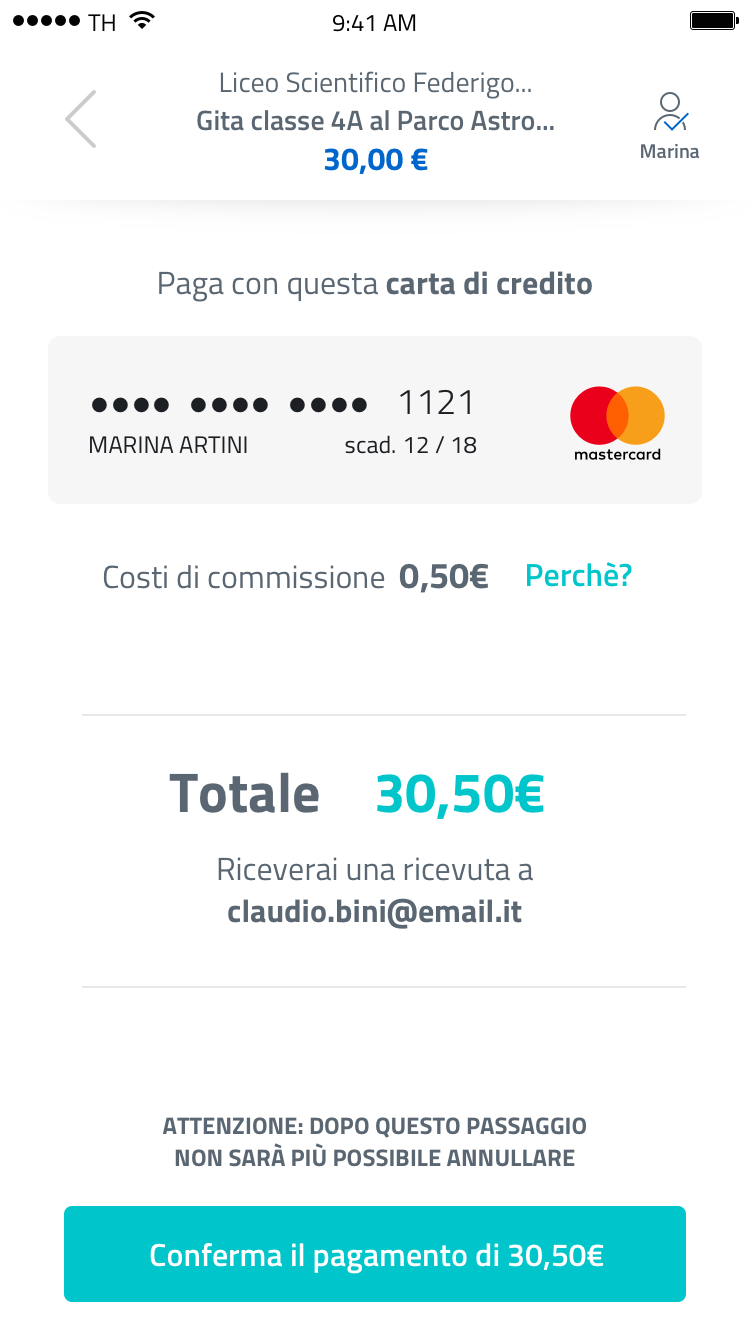 TH 9:41 AM
Liceo Scientifico Federigo...
Gita classe 4A al Parco Astro...
30,00 €
Marina
Paga con questa carta di credito
●●●● ●●●● ●●●● 1121
MARINA ARTINI scad. 12 / 18
mastercard
Costi di commissione 0,50€ Perchè?
Totale 30,50€
Riceverai una ricevuta a
claudio.bini@email.it
ATTENZIONE: DOPO QUESTO PASSAGGIO
NON SARÀ PIÙ POSSIBILE ANNULLARE
Conferma il pagamento di 30,50€